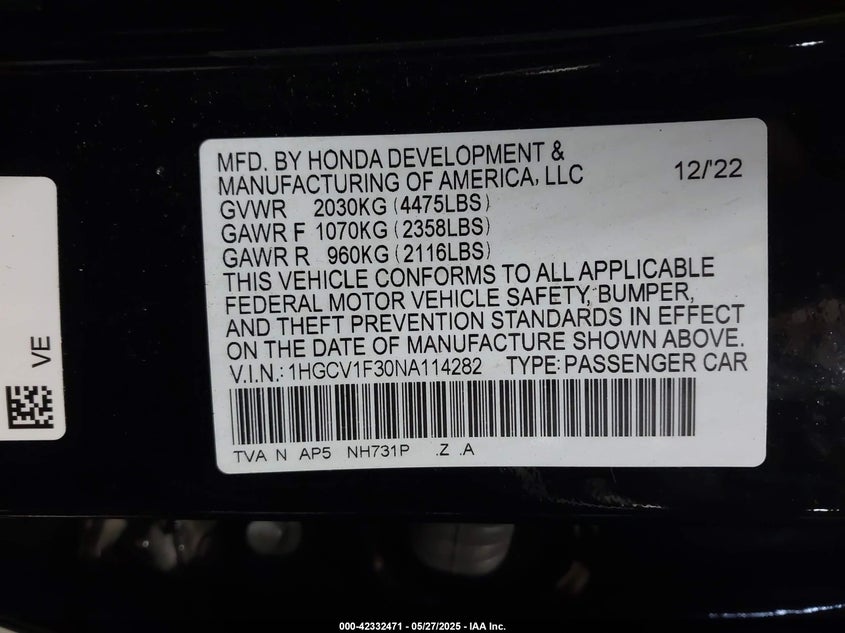 MFD. BY HONDA DEVELOPMENT &
MANUFACTURING OF AMERICA, LLC 12/'22
GVWR 2030KG (4475LBS)
GAWR F 1070KG (2358LBS)
GAWR R 960KG (2116LBS)
THIS VEHICLE CONFORMS TO ALL APPLICABLE
FEDERAL MOTOR VEHICLE SAFETY, BUMPER,
AND THEFT PREVENTION STANDARDS IN EFFECT
ON THE DATE OF MANUFACTURE SHOWN ABOVE.
V.I.N.: 1HGCV1F30NA114282 TYPE: PASSENGER CAR
TVA N AP5 NH731P .Z .A
VE
000-42332471 - 05/27/2025 - IAA Inc.